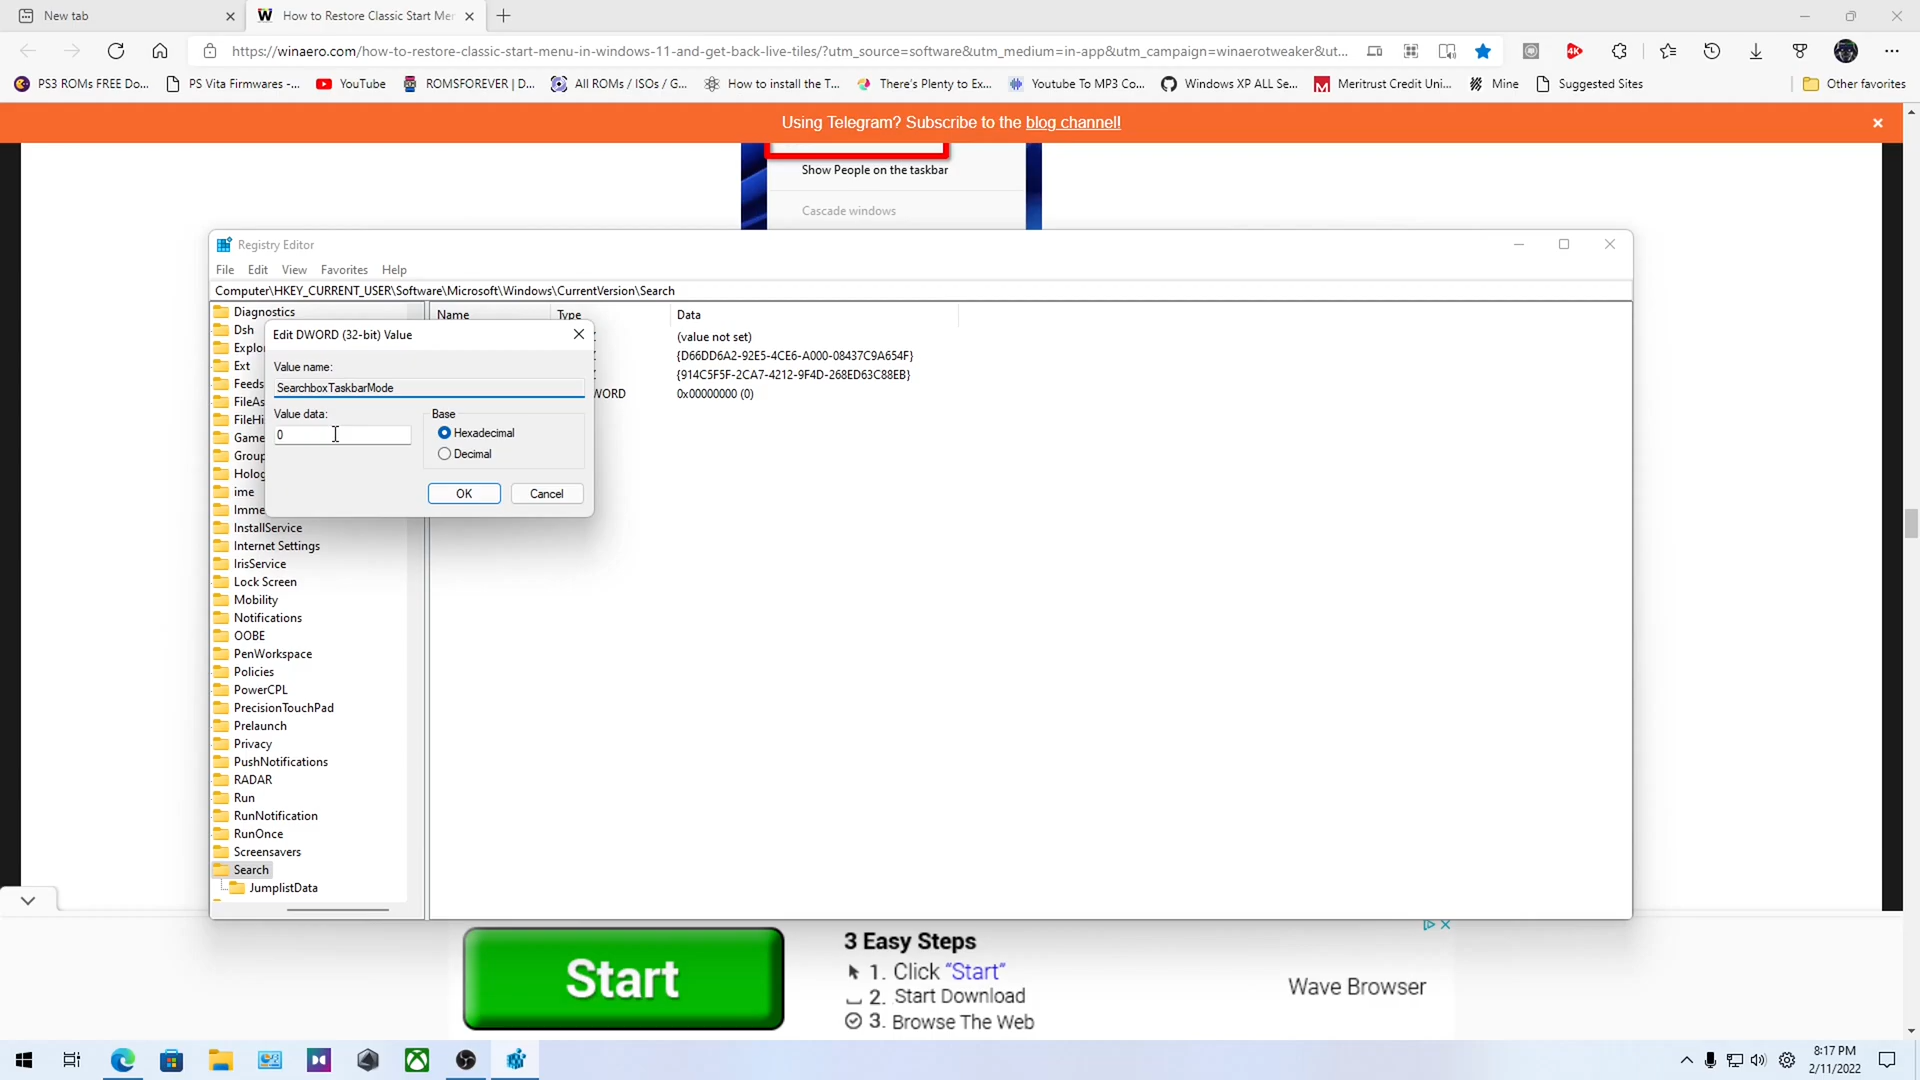 New tab
How to Restore Classic Start Mer
https://winaero.com/how-to-restore-classic-start-menu-in-windows-11-and-get-back-live-tiles/?utm_source=software&utm_medium=in-app&utm_campaign=winaerotweaker&ut...
PS3 ROMs FREE Do...
PS Vita Firmwares -...
YouTube
ROMSFOREVER | D...
All ROMs / ISOs / G...
How to install the T...
There's Plenty to Ex...
Youtube To MP3 Co...
Windows XP ALL Se...
Meritrust Credit Uni...
Mine
Suggested Sites
Other favorites
Using Telegram? Subscribe to the blog channel!
Show People on the taskbar
Cascade windows
Registry Editor
File Edit View Favorites Help
Computer\HKEY_CURRENT_USER\Software\Microsoft\Windows\CurrentVersion\Search
Diagnostics
Dsh
Explor
Ext
Feeds
FileAs
FileHi
Game
Group
Holog
ime
Imme
InstallService
Internet Settings
IrisService
Lock Screen
Mobility
Notifications
OOBE
PenWorkspace
Policies
PowerCPL
PrecisionTouchPad
Prelaunch
Privacy
PushNotifications
RADAR
Run
RunNotification
RunOnce
Screensavers
Search
JumplistData
Name Type Data
(value not set)
{D66DD6A2-92E5-4CE6-A000-08437C9A654F}
{914C5F5F-2CA7-4212-9F4D-268ED63C88EB}
WORD 0x00000000 (0)
Edit DWORD (32-bit) Value
Value name:
SearchboxTaskbarMode
Value data:
0
Base
Hexadecimal
Decimal
OK
Cancel
Start
3 Easy Steps
1. Click "Start"
2. Start Download
3. Browse The Web
Wave Browser
8:17 PM
2/11/2022